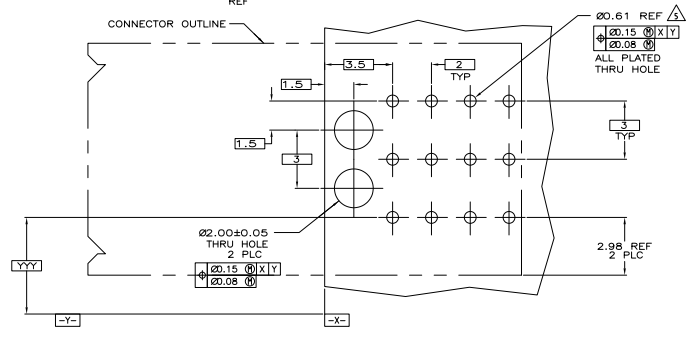 REF
CONNECTOR OUTLINE
Ø0.61 REF 5
⌖ Ø0.15 Ⓜ X Y
Ø0.08 Ⓜ
ALL PLATED
THRU HOLE
3.5
2
TYP
1.5
1.5
3
3
TYP
Ø2.00±0.05
THRU HOLE
2 PLC
⌖ Ø0.15 Ⓜ X Y
Ø0.08 Ⓜ
2.98 REF
2 PLC
YYY
-Y-
-X-